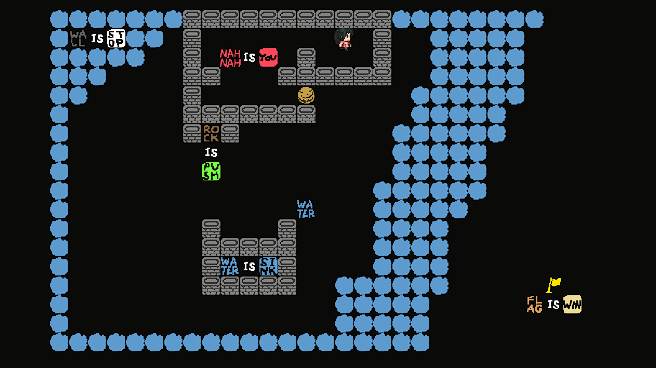 WALL IS STOP
NAHNAH IS YOU
ROCK
IS
PUSH
WATER
WATER IS SINK
FLAG IS WIN